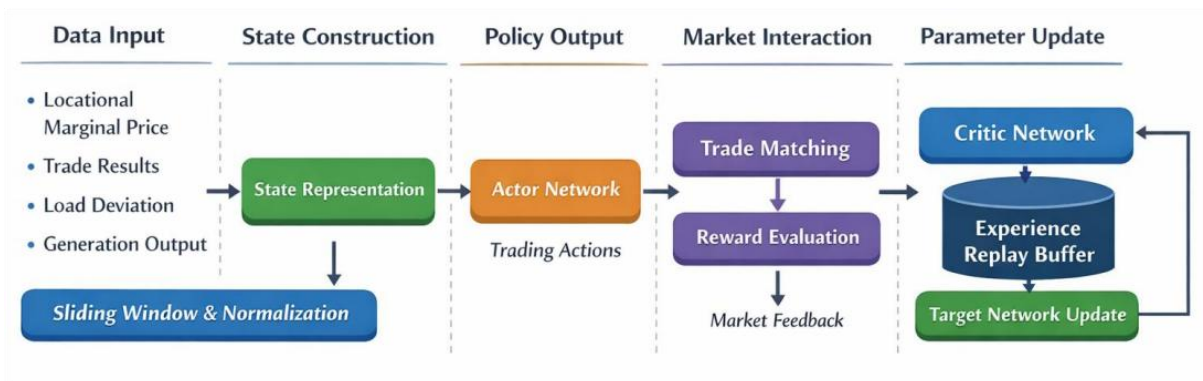 Data Input
State Construction
Policy Output
Market Interaction
Parameter Update
• Locational
Marginal Price
• Trade Results
• Load Deviation
• Generation Output
Sliding Window & Normalization
State Representation
Actor Network
Trading Actions
Trade Matching
Reward Evaluation
Market Feedback
Critic Network
Experience
Replay Buffer
Target Network Update